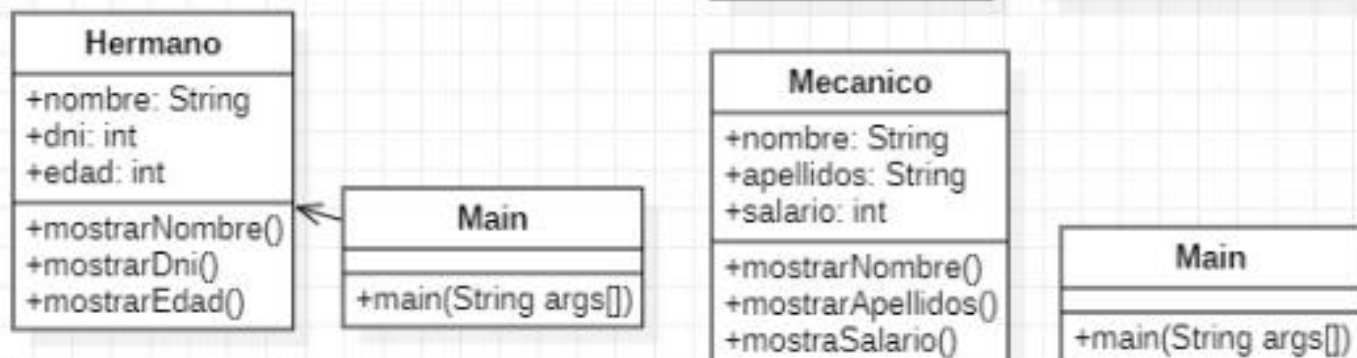 Hermano
+nombre: String
+dni: int
+edad: int
+mostrarNombre()
+mostrarDni()
+mostrarEdad()
Main
+main(String args[])
Mecanico
+nombre: String
+apellidos: String
+salario: int
+mostrarNombre()
+mostrarApellidos()
+mostraSalario()
Main
+main(String args[])